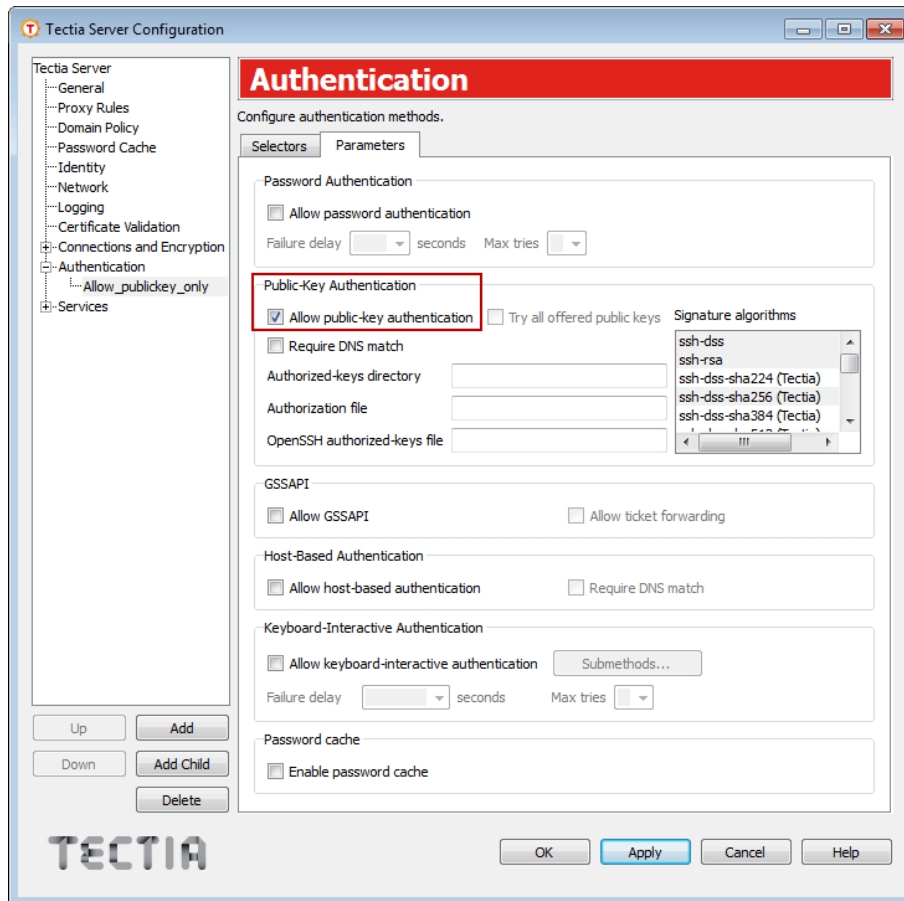 Tectia Server Configuration
Tectia Server
General
Proxy Rules
Domain Policy
Password Cache
Identity
Network
Logging
Certificate Validation
Connections and Encryption
Authentication
Allow_publickey_only
Services
Up Add
Down Add Child
Delete
Authentication
Configure authentication methods.
Selectors Parameters
Password Authentication
Allow password authentication
Failure delay seconds Max tries
Public-Key Authentication
Allow public-key authentication Try all offered public keys Signature algorithms
Require DNS match
Authorized-keys directory
Authorization file
OpenSSH authorized-keys file
ssh-dss
ssh-rsa
ssh-dss-sha224 (Tectia)
ssh-dss-sha256 (Tectia)
ssh-dss-sha384 (Tectia)
GSSAPI
Allow GSSAPI Allow ticket forwarding
Host-Based Authentication
Allow host-based authentication Require DNS match
Keyboard-Interactive Authentication
Allow keyboard-interactive authentication Submethods...
Failure delay seconds Max tries
Password cache
Enable password cache
TECTIA
OK Apply Cancel Help